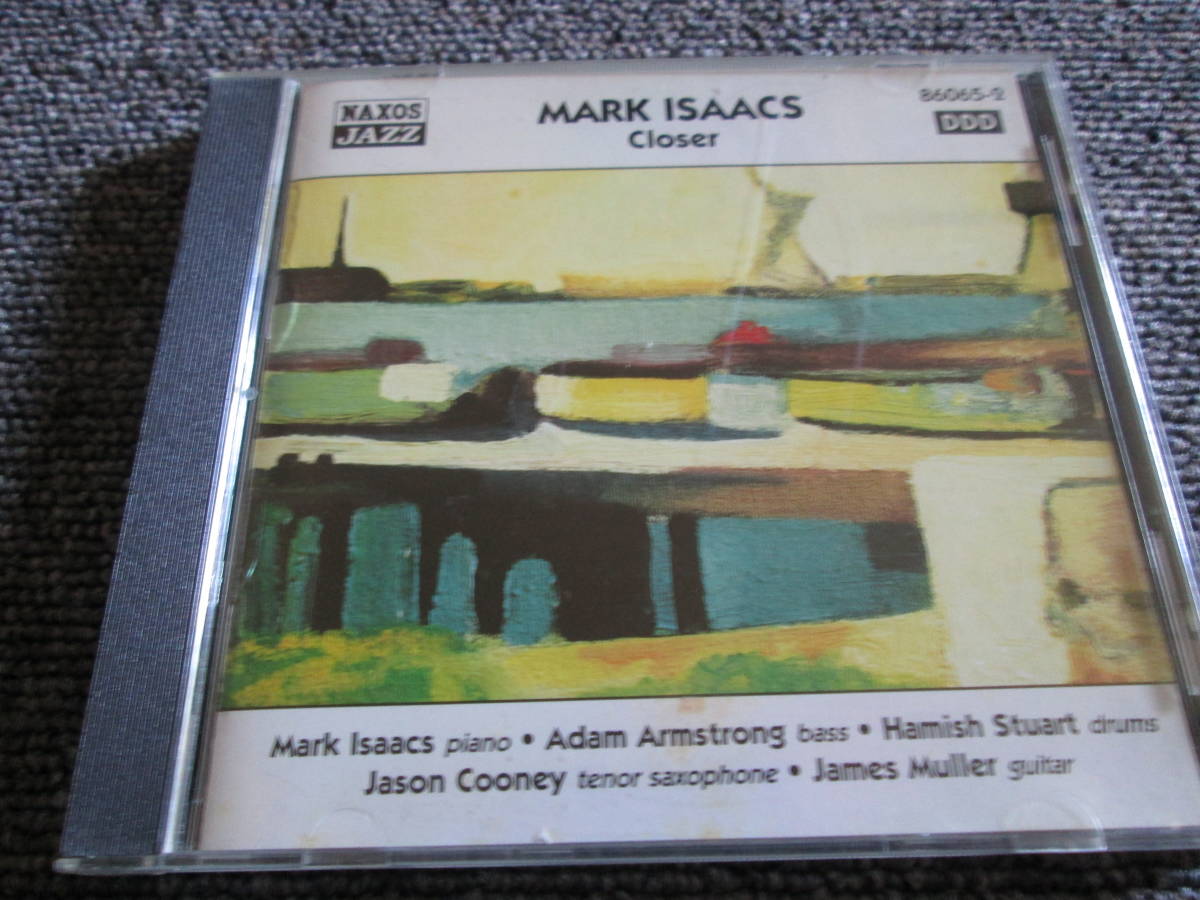 NAXOS
JAZZ
MARK ISAACS
Closer
86065-2
DDD
Mark Isaacs piano • Adam Armstrong bass • Hamish Stuart drums
Jason Cooney tenor saxophone • James Muller guitar